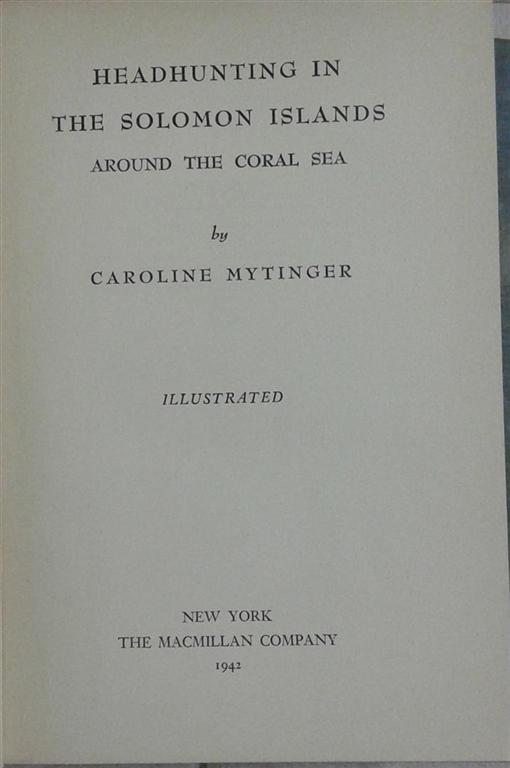 HEADHUNTING IN
THE SOLOMON ISLANDS
AROUND THE CORAL SEA
by
CAROLINE MYTINGER
ILLUSTRATED
NEW YORK
THE MACMILLAN COMPANY
1942